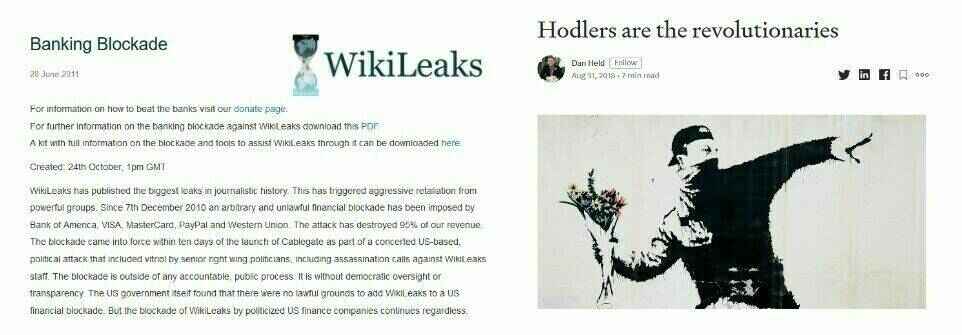 Banking Blockade
28 June 2011
WikiLeaks
For information on how to beat the banks visit our donate page.
For further information on the banking blockade against WikiLeaks download this PDF
A kit with full information on the blockade and tools to assist WikiLeaks through it can be downloaded here.
Created: 24th October, 1pm GMT
WikiLeaks has published the biggest leaks in journalistic history. This has triggered aggressive retaliation from
powerful groups. Since 7th December 2010 an arbitrary and unlawful financial blockade has been imposed by
Bank of America, VISA, MasterCard, PayPal and Western Union. The attack has destroyed 95% of our revenue.
The blockade came into force within ten days of the launch of Cablegate as part of a concerted US-based,
political attack that included vitriol by senior right wing politicians, including assassination calls against WikiLeaks
staff. The blockade is outside of any accountable, public process. It is without democratic oversight or
transparency. The US government itself found that there were no lawful grounds to add WikiLeaks to a US
financial blockade. But the blockade of WikiLeaks by politicized US finance companies continues regardless.
Hodlers are the revolutionaries
Dan Held Follow
Aug 31, 2018 • 7 min read